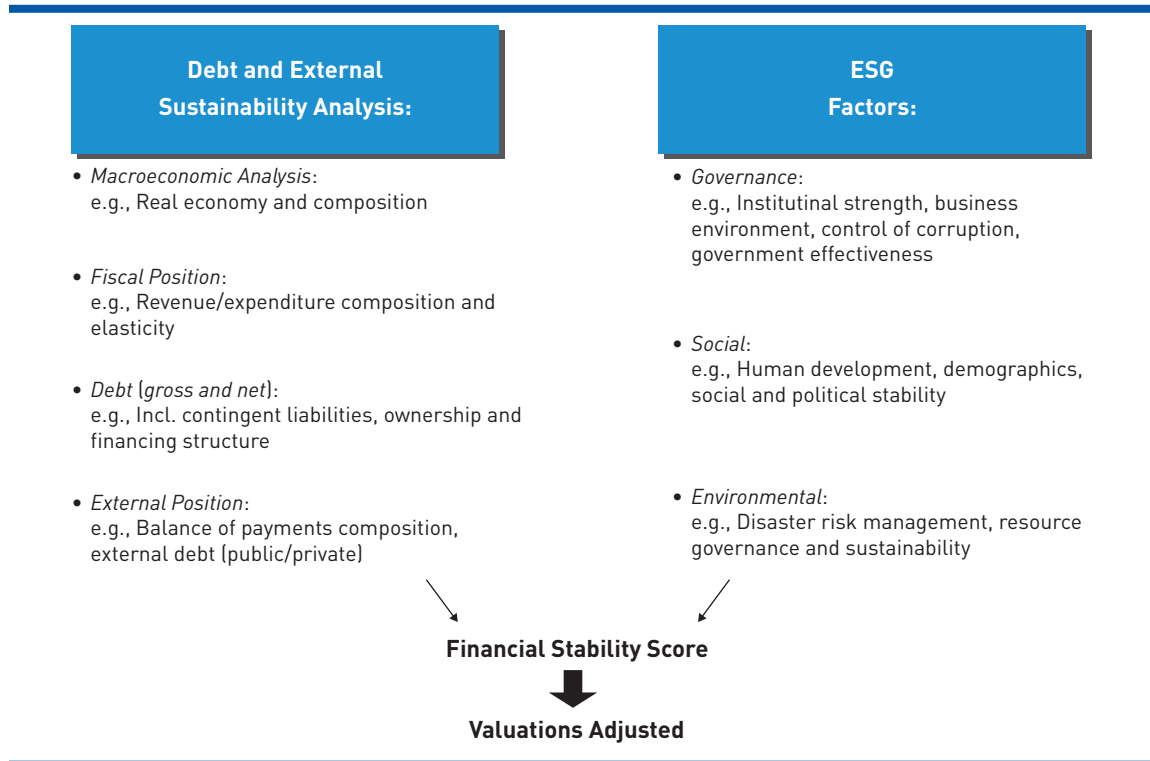 Debt and External
Sustainability Analysis:
• Macroeconomic Analysis:
e.g., Real economy and composition
• Fiscal Position:
e.g., Revenue/expenditure composition and
elasticity
• Debt (gross and net):
e.g., Incl. contingent liabilities, ownership and
financing structure
• External Position:
e.g., Balance of payments composition,
external debt (public/private)
ESG
Factors:
• Governance:
e.g., Institutinal strength, business
environment, control of corruption,
government effectiveness
• Social:
e.g., Human development, demographics,
social and political stability
• Environmental:
e.g., Disaster risk management, resource
governance and sustainability
Financial Stability Score
Valuations Adjusted